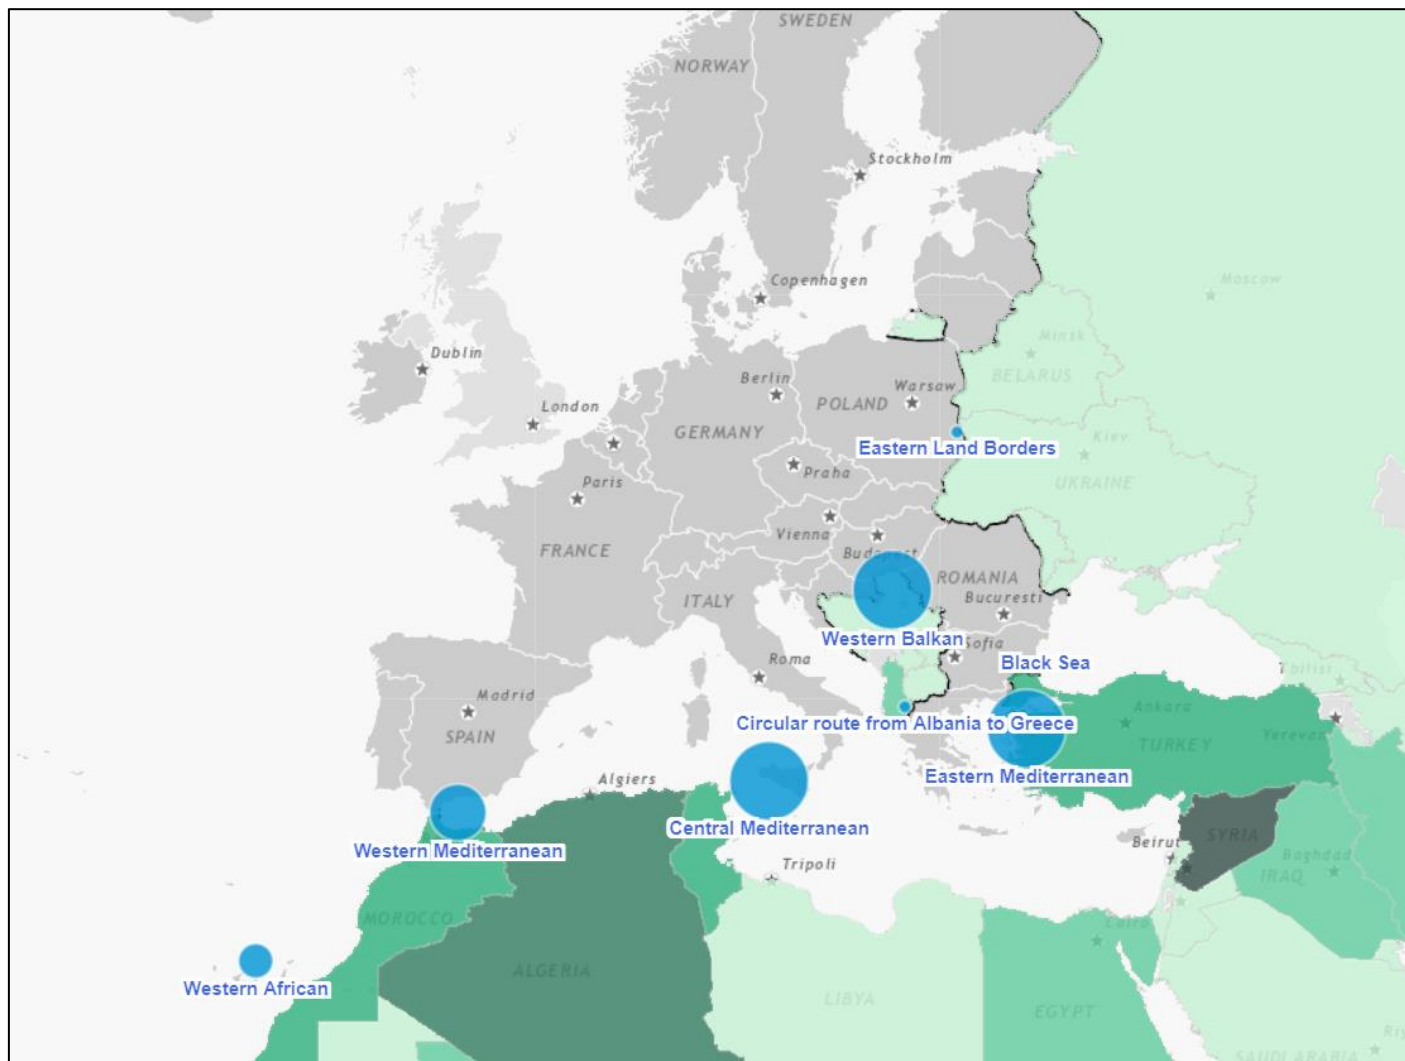 SWEDEN
NORWAY
Stockholm
Moscow
Copenhagen
Minsk
Dublin
BELARUS
Berlin
Warsaw
London
POLAND
GERMANY
Kiev
Eastern Land Borders
Praha
UKRAINE
Paris
Vienna
FRANCE
Budapest
ROMANIA
ITALY
Bucuresti
Western Balkan
Sofia
Roma
Black Sea
Tbilisi
Madrid
Ankara
Circular route from Albania to Greece
SPAIN
TURKEY
Yerevan
Algiers
Eastern Mediterranean
Central Mediterranean
SYRIA
Beirut
Western Mediterranean
Baghdad
Tripoli
IRAQ
MOROCCO
Cairo
ALGERIA
Western African
LIBYA
EGYPT
SAUDI ARABIA